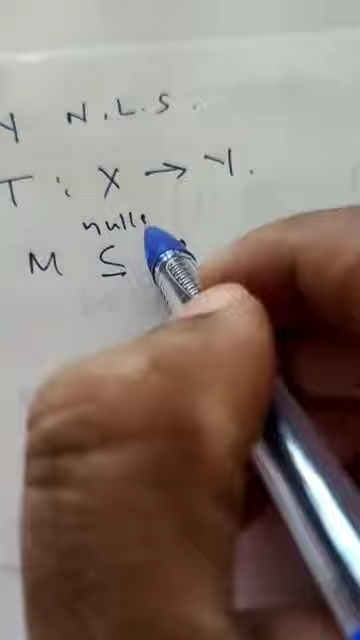 Y N.L.S.
T : X → Y.
null
M S